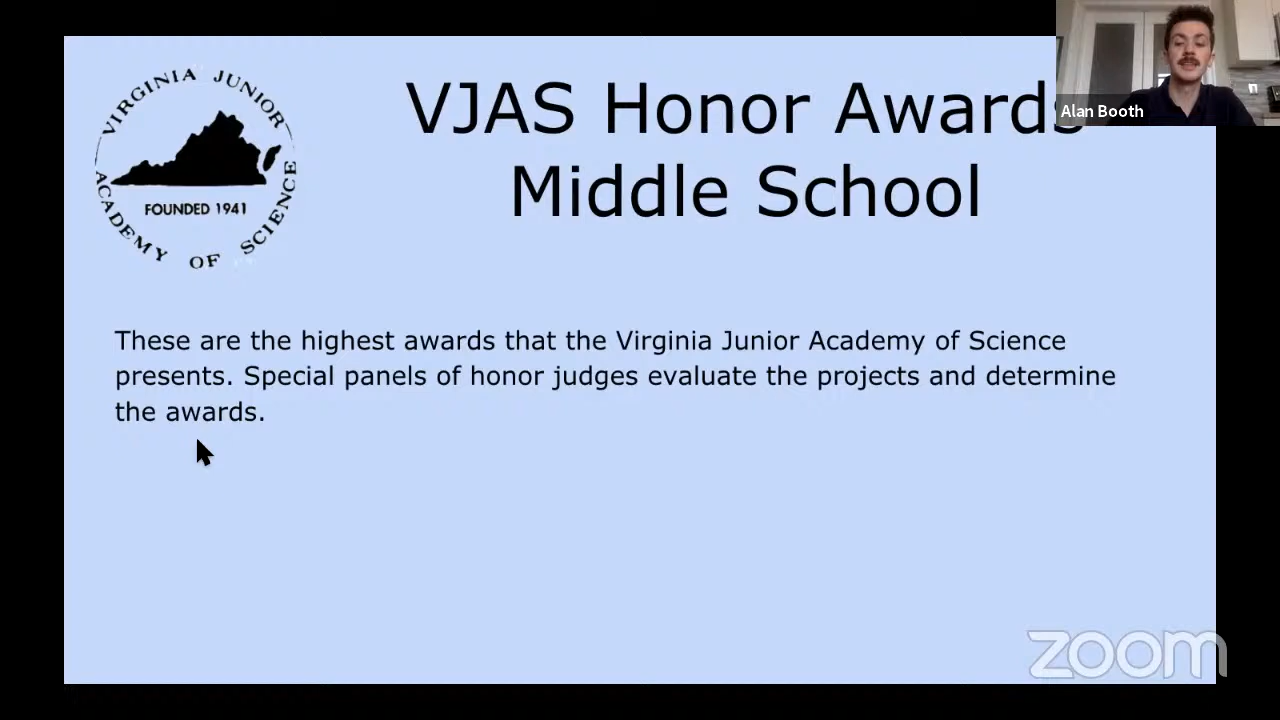 VIRGINIA JUNIOR
ACADEMY OF SCIENCE
FOUNDED 1941
VJAS Honor Awards
Middle School
Alan Booth
These are the highest awards that the Virginia Junior Academy of Science
presents. Special panels of honor judges evaluate the projects and determine
the awards.
zoom